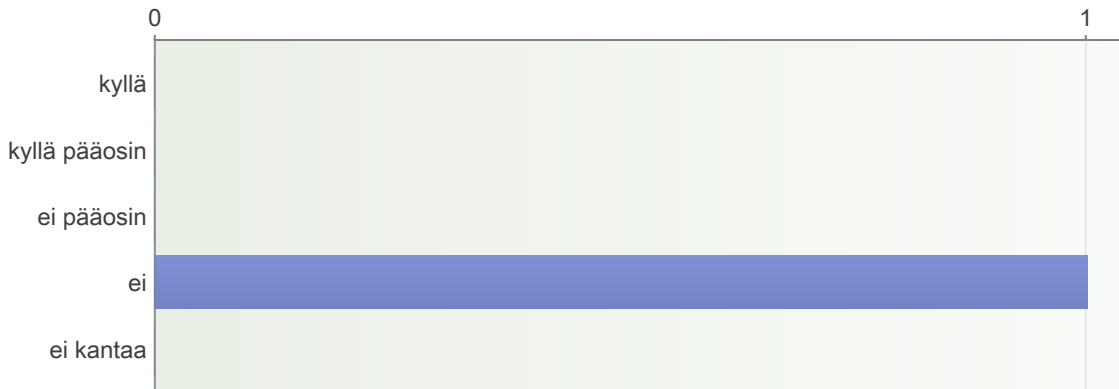 0 1
kyllä
kyllä pääosin
ei pääosin
ei
ei kantaa